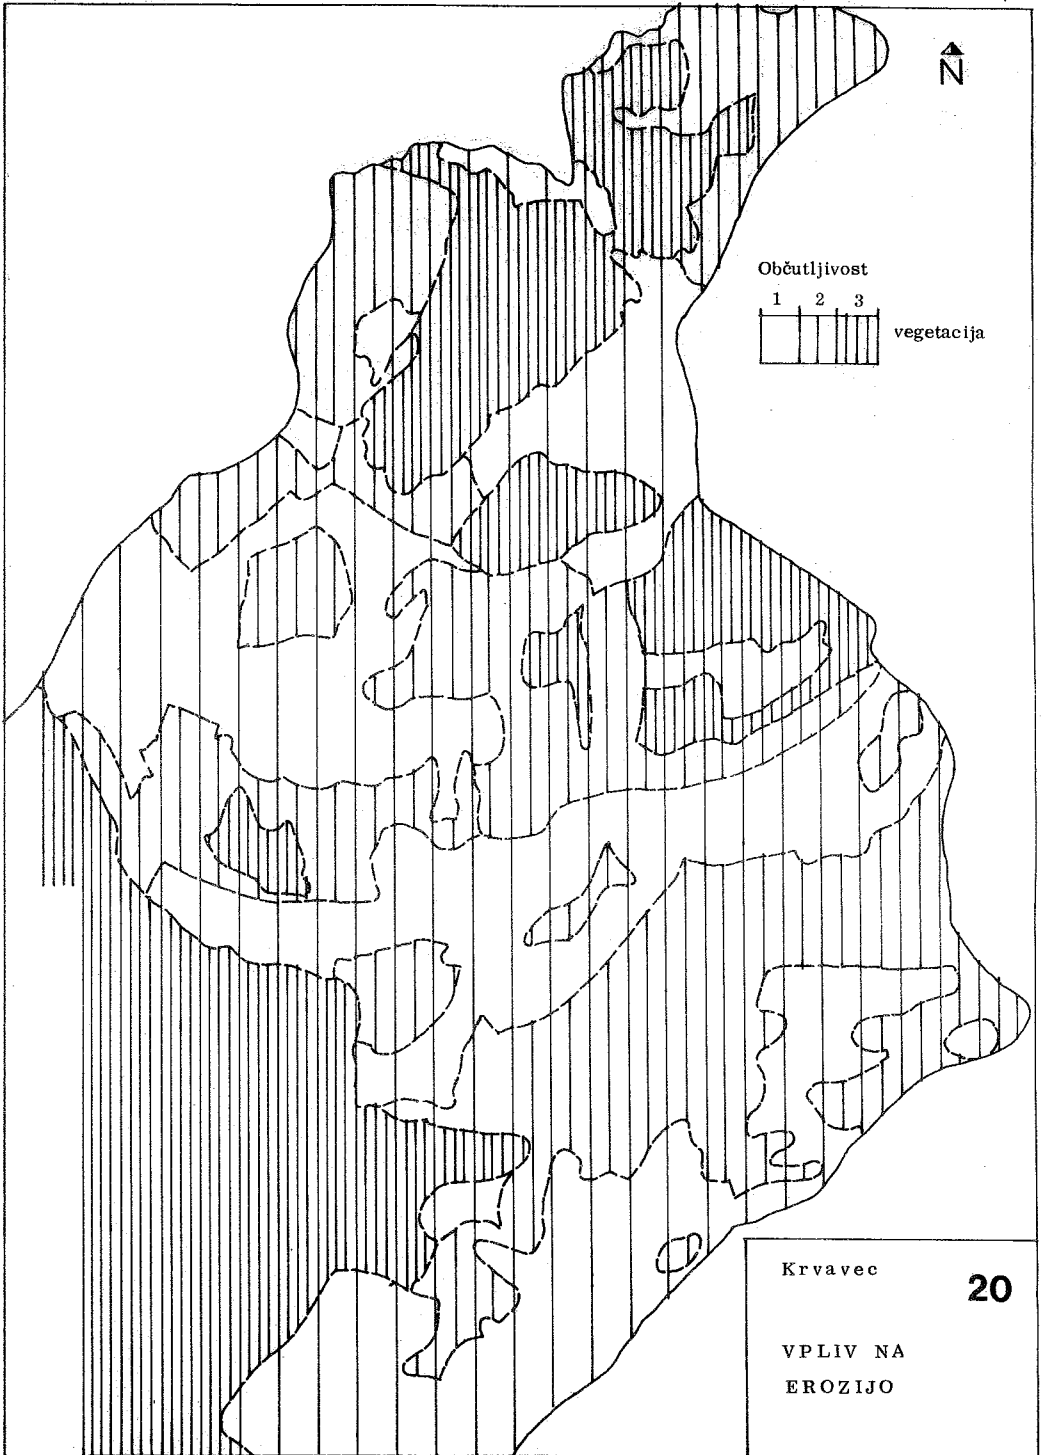 N
Občutljivost
1 2 3
vegetacija
Krvavec
20
VPLIV NA
EROZIJO